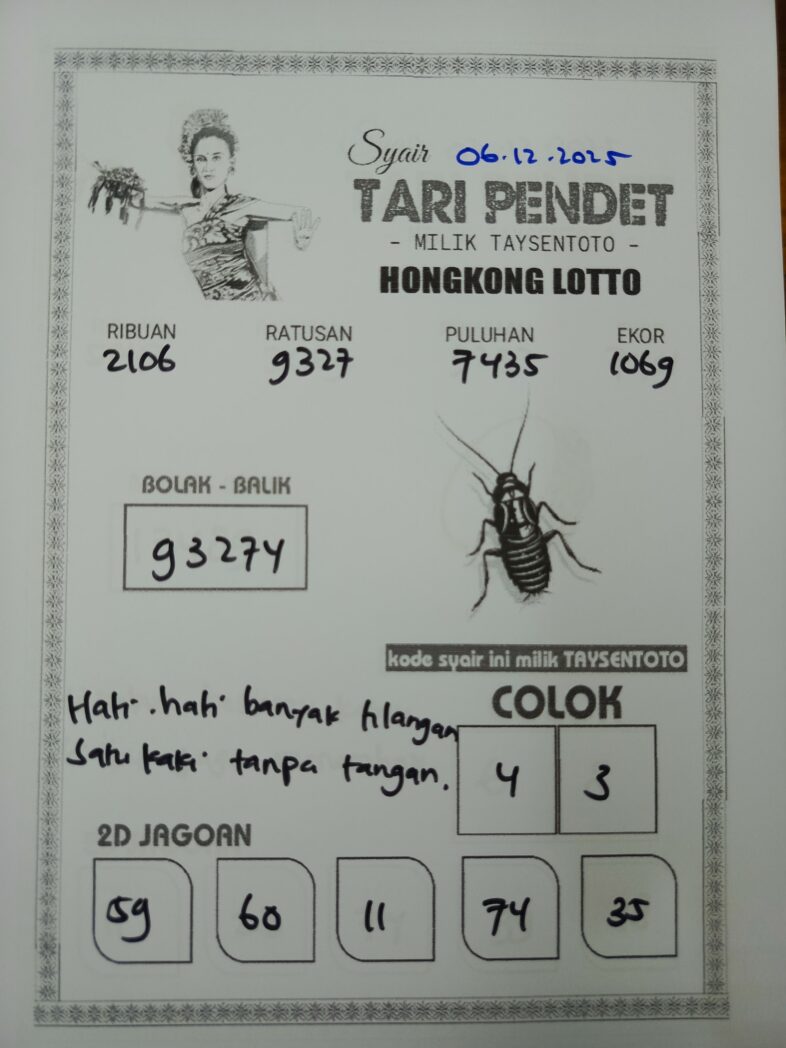 Syair 06.12.2025
TARI PENDET
- MILIK TAYSENTOTO -
HONGKONG LOTTO
RIBUAN RATUSAN PULUHAN EKOR
2106 9327 7435 1069
BOLAK - BALIK
93274
kode syair ini milik TAYSENTOTO
Hati.hati banyak
satu kaki tanpa tangan.
COLOK
4 3
2D JAGOAN
59 60 11 74 35